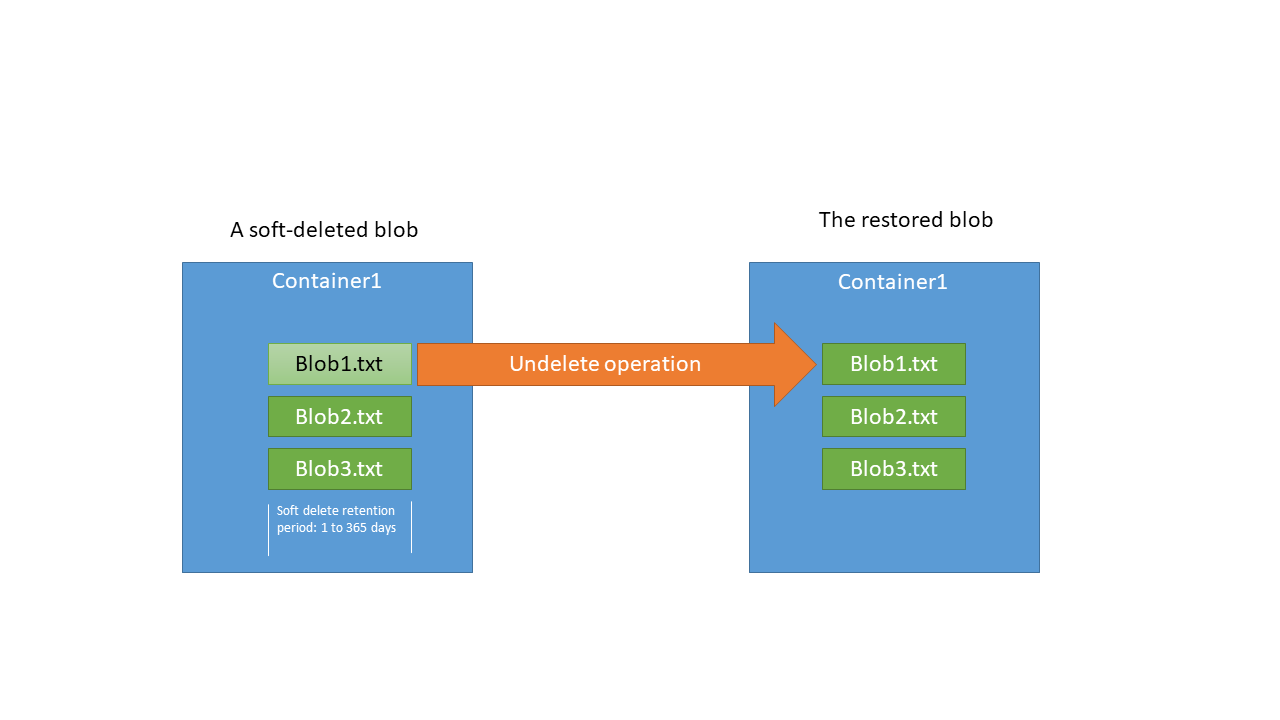 A soft-deleted blob
Container1
Blob1.txt
Blob2.txt
Blob3.txt
Soft delete retention
period: 1 to 365 days
Undelete operation
The restored blob
Container1
Blob1.txt
Blob2.txt
Blob3.txt